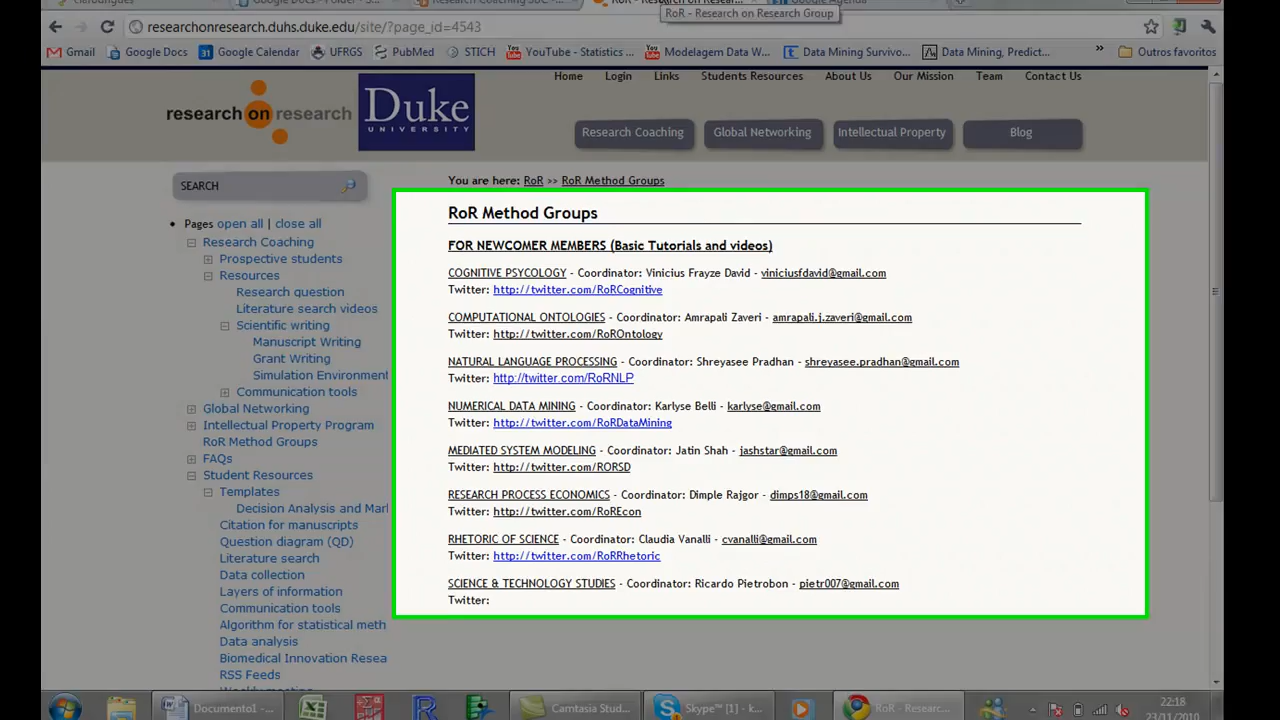 RoR - Research on Research Group
researchonresearch.duhs.duke.edu/site/?page_id=4543
Gmail Google Docs Google Calendar UFRGS PubMed STICH YouTube - Statistics ... Modelagem Data W... Data Mining Survivo... Data Mining, Predict... » Outros favoritos
Home Login Links Students Resources About Us Our Mission Team Contact Us
research on research
Duke
UNIVERSITY
Research Coaching Global Networking Intellectual Property Blog
SEARCH
You are here: RoR >> RoR Method Groups
Pages open all | close all
Research Coaching
Prospective students
Resources
Research question
Literature search videos
Scientific writing
Manuscript Writing
Grant Writing
Simulation Environment
Communication tools
Global Networking
Intellectual Property Program
RoR Method Groups
FAQs
Student Resources
Templates
Decision Analysis and Mar
Citation for manuscripts
Question diagram (QD)
Literature search
Data collection
Layers of information
Communication tools
Algorithm for statistical meth
Data analysis
Biomedical Innovation Resea
RSS Feeds
Weekly meeting
RoR Method Groups
FOR NEWCOMER MEMBERS (Basic Tutorials and videos)
COGNITIVE PSYCOLOGY - Coordinator: Vinicius Frayze David - viniciusfdavid@gmail.com
Twitter: http://twitter.com/RoRCognitive
COMPUTATIONAL ONTOLOGIES - Coordinator: Amrapali Zaveri - amrapali.j.zaveri@gmail.com
Twitter: http://twitter.com/RoROntology
NATURAL LANGUAGE PROCESSING - Coordinator: Shreyasee Pradhan - shreyasee.pradhan@gmail.com
Twitter: http://twitter.com/RoRNLP
NUMERICAL DATA MINING - Coordinator: Karlyse Belli - karlyse@gmail.com
Twitter: http://twitter.com/RoRDataMining
MEDIATED SYSTEM MODELING - Coordinator: Jatin Shah - jashstar@gmail.com
Twitter: http://twitter.com/RORSD
RESEARCH PROCESS ECONOMICS - Coordinator: Dimple Rajgor - dimps18@gmail.com
Twitter: http://twitter.com/RoREcon
RHETORIC OF SCIENCE - Coordinator: Claudia Vanalli - cvanalli@gmail.com
Twitter: http://twitter.com/RoRRhetoric
SCIENCE & TECHNOLOGY STUDIES - Coordinator: Ricardo Pietrobon - pietr007@gmail.com
Twitter:
Documento1 - ... Camtasia Stud... Skype™ [1] - k... RoR - Researc... 22:18
23/11/2010